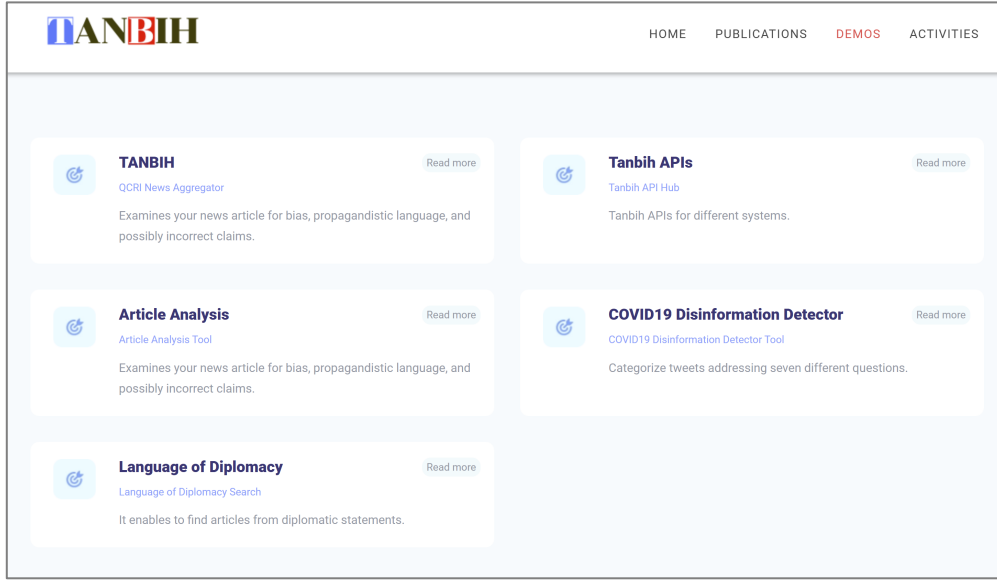 TANBIH
HOME PUBLICATIONS DEMOS ACTIVITIES
TANBIH
Read more
QCRI News Aggregator
Examines your news article for bias, propagandistic language, and
possibly incorrect claims.
Tanbih APIs
Read more
Tanbih API Hub
Tanbih APIs for different systems.
Article Analysis
Read more
Article Analysis Tool
Examines your news article for bias, propagandistic language, and
possibly incorrect claims.
COVID19 Disinformation Detector
Read more
COVID19 Disinformation Detector Tool
Categorize tweets addressing seven different questions.
Language of Diplomacy
Read more
Language of Diplomacy Search
It enables to find articles from diplomatic statements.